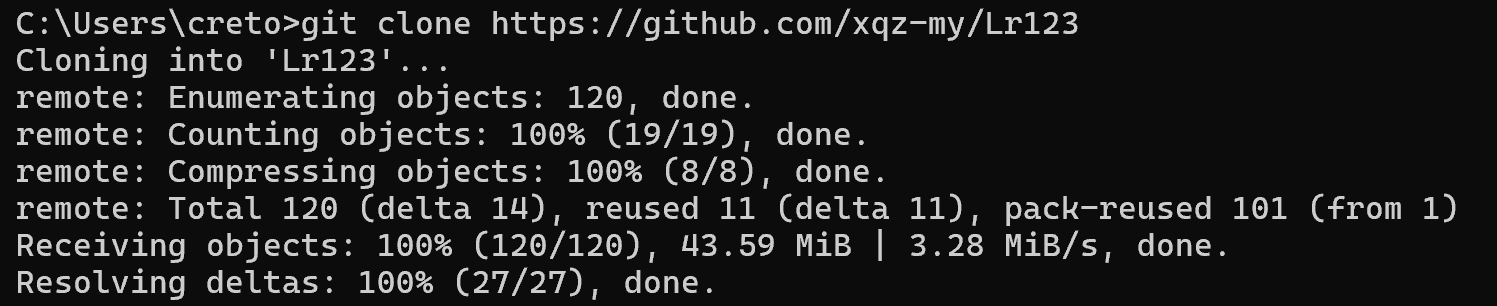 C:\Users\creto>git clone https://github.com/xqz-my/Lr123
Cloning into 'Lr123'...
remote: Enumerating objects: 120, done.
remote: Counting objects: 100% (19/19), done.
remote: Compressing objects: 100% (8/8), done.
remote: Total 120 (delta 14), reused 11 (delta 11), pack-reused 101 (from 1)
Receiving objects: 100% (120/120), 43.59 MiB | 3.28 MiB/s, done.
Resolving deltas: 100% (27/27), done.